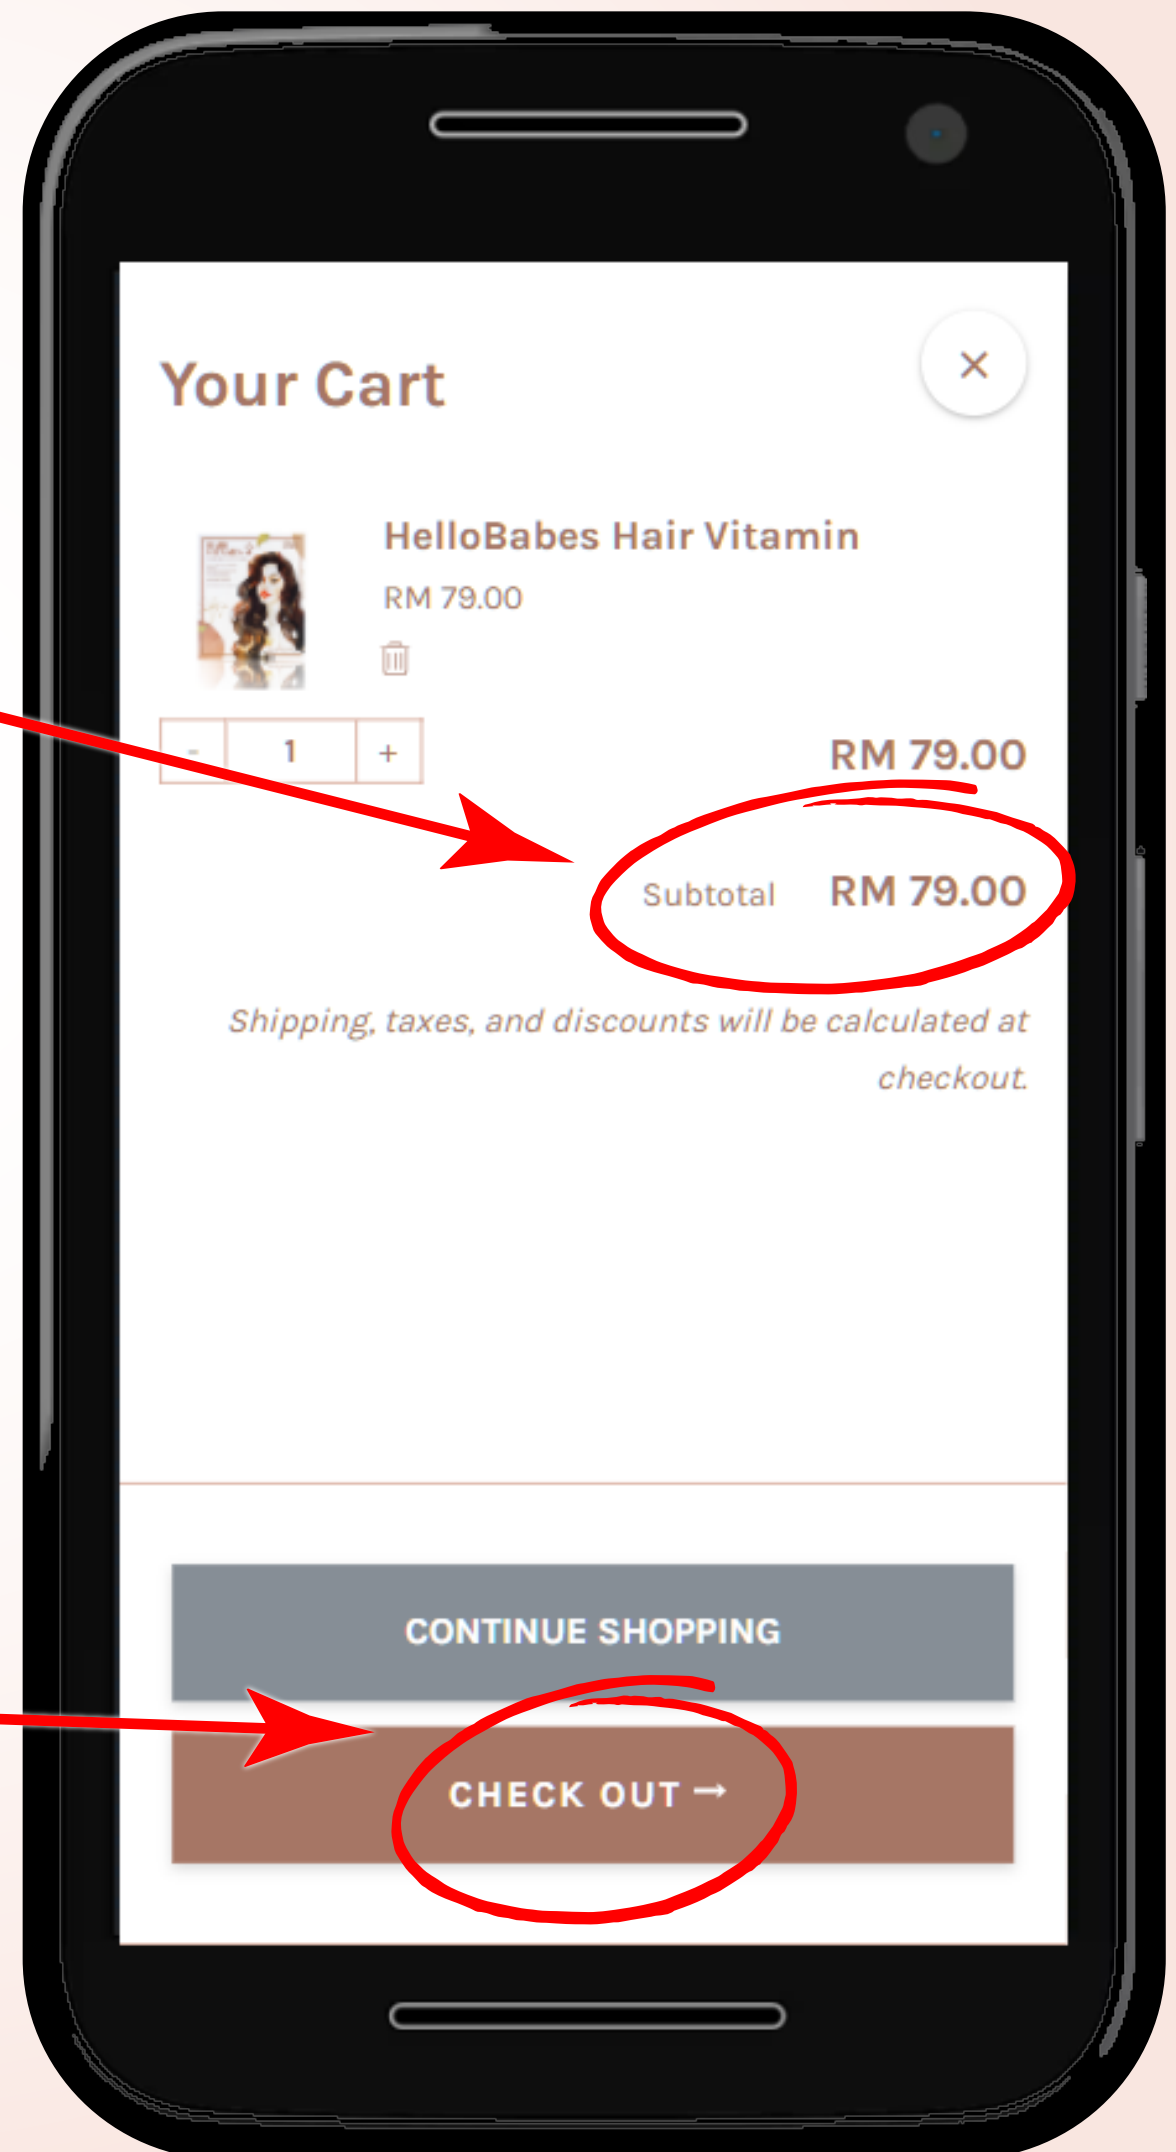 Your Cart
×
HelloBabes Hair Vitamin
RM 79.00
- 1 +
RM 79.00
Subtotal RM 79.00
Shipping, taxes, and discounts will be calculated at
checkout.
CONTINUE SHOPPING
CHECK OUT →